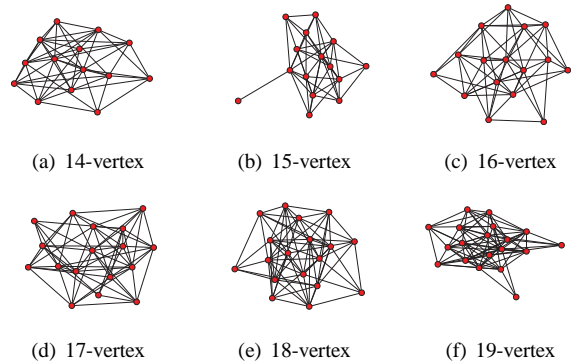 (a) 14-vertex
(b) 15-vertex
(c) 16-vertex
(d) 17-vertex
(e) 18-vertex
(f) 19-vertex